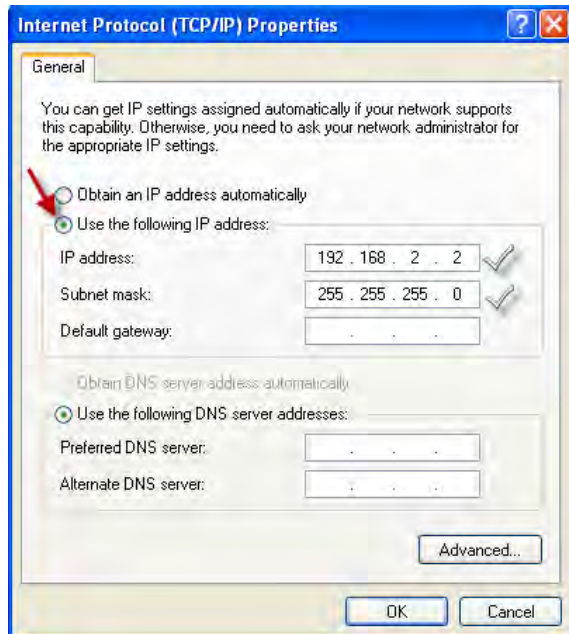 Internet Protocol (TCP/IP) Properties
General
You can get IP settings assigned automatically if your network supports
this capability. Otherwise, you need to ask your network administrator for
the appropriate IP settings.
Obtain an IP address automatically
Use the following IP address:
IP address: 192 . 168 . 2 . 2
Subnet mask: 255 . 255 . 255 . 0
Default gateway: . . .
Obtain DNS server address automatically
Use the following DNS server addresses:
Preferred DNS server: . . .
Alternate DNS server: . . .
Advanced...
OK Cancel